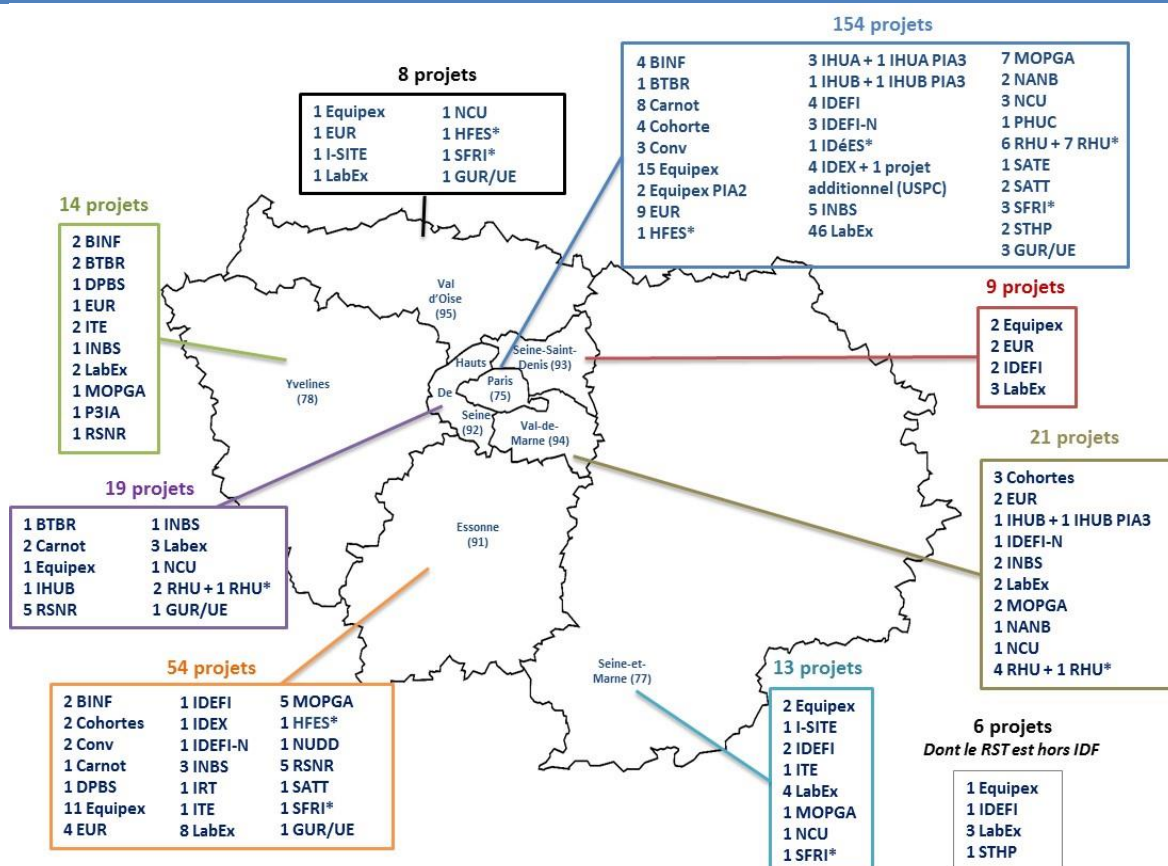 154 projets
4 BINF
1 BTBR
8 Carnot
4 Cohorte
3 Conv
15 Equipex
2 Equipex PIA2
9 EUR
1 HFES*
3 IHUA + 1 IHUA PIA3
1 IHUB + 1 IHUB PIA3
4 IDEFI
3 IDEFI-N
1 IDéES*
4 IDEX + 1 projet
additionnel (USPC)
5 INBS
46 LabEx
7 MOPGA
2 NANB
3 NCU
1 PHUC
6 RHU + 7 RHU*
1 SATE
2 SATT
3 SFRI*
2 STHP
3 GUR/UE
8 projets
1 Equipex
1 EUR
1 I-SITE
1 LabEx
1 NCU
1 HFES*
1 SFRI*
1 GUR/UE
14 projets
2 BINF
2 BTBR
1 DPBS
1 EUR
2 ITE
1 INBS
2 LabEx
1 MOPGA
1 P3IA
1 RSNR
Val
d'Oise
(95)
Yvelines
(78)
Hauts
De
Seine
(92)
Seine-Saint-
Denis (93)
Paris
(75)
Val-de-
Marne (94)
Essonne
(91)
Seine-et-
Marne (77)
9 projets
2 Equipex
2 EUR
2 IDEFI
3 LabEx
21 projets
3 Cohortes
2 EUR
1 IHUB + 1 IHUB PIA3
1 IDEFI-N
2 INBS
2 LabEx
2 MOPGA
1 NANB
1 NCU
4 RHU + 1 RHU*
19 projets
1 BTBR
2 Carnot
1 Equipex
1 IHUB
5 RSNR
1 INBS
3 Labex
1 NCU
2 RHU + 1 RHU*
1 GUR/UE
54 projets
2 BINF
2 Cohortes
2 Conv
1 Carnot
1 DPBS
11 Equipex
4 EUR
1 IDEFI
1 IDEX
1 IDEFI-N
3 INBS
1 IRT
1 ITE
8 LabEx
5 MOPGA
1 HFES*
1 NUDD
5 RSNR
1 SATT
1 SFRI*
1 GUR/UE
13 projets
2 Equipex
1 I-SITE
2 IDEFI
1 ITE
4 LabEx
1 MOPGA
1 NCU
1 SFRI*
6 projets
Dont le RST est hors IDF
1 Equipex
1 IDEFI
3 LabEx
1 STHP